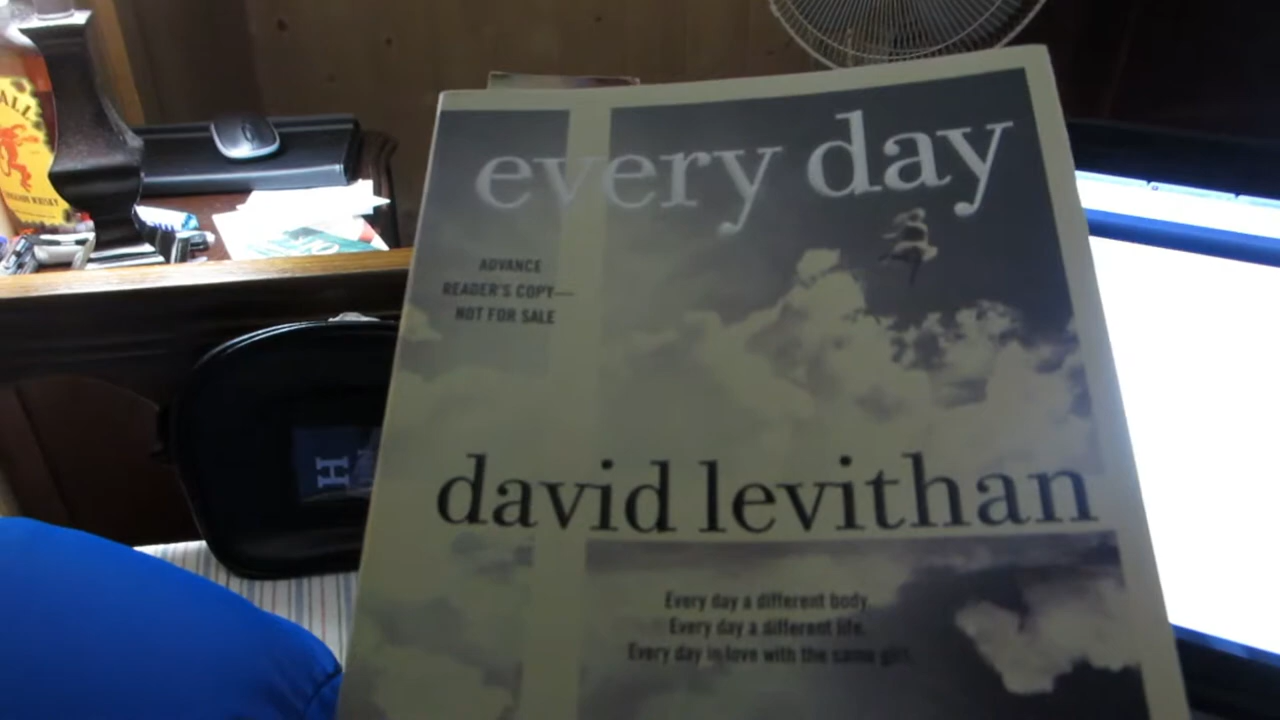 every day
ADVANCE
READER'S COPY—
NOT FOR SALE
david levithan
Every day a different body.
Every day a different life.
Every day in love with the same girl.
H